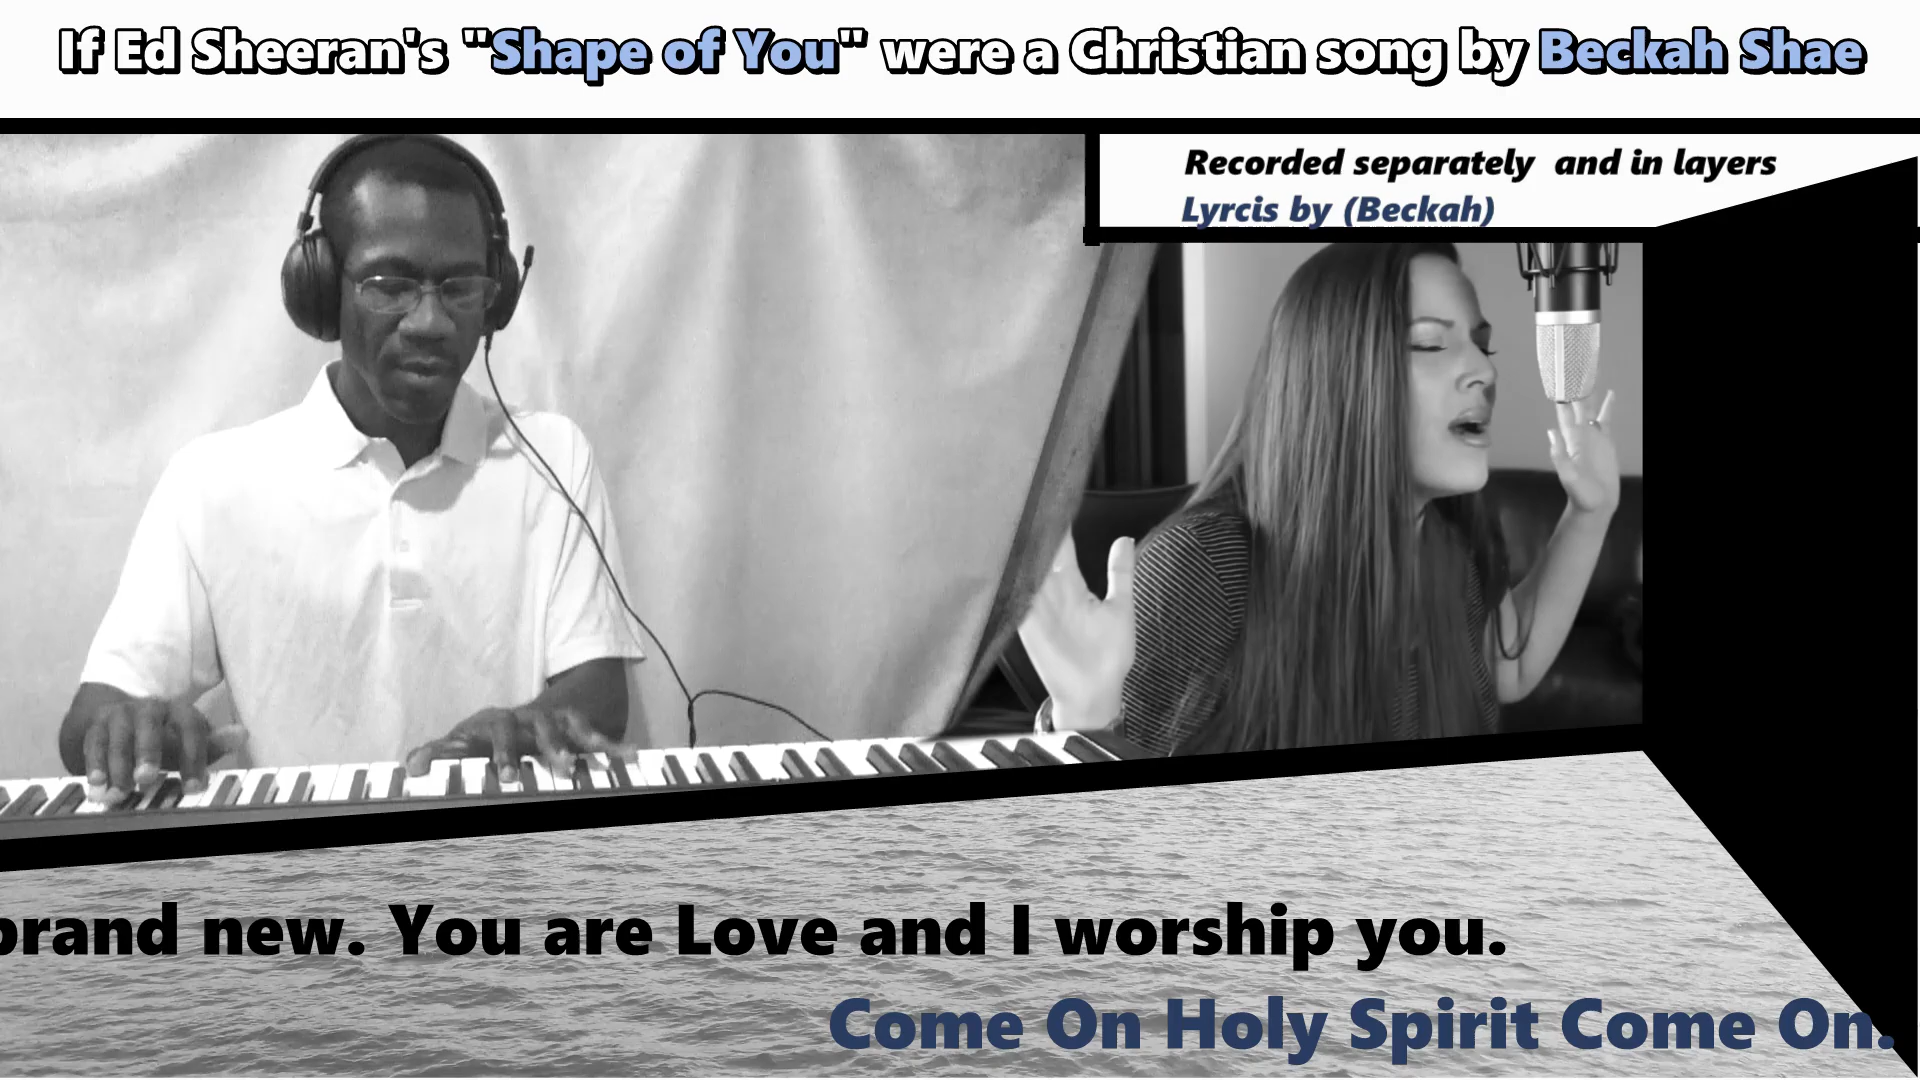 If Ed Sheeran's "Shape of You" were a Christian song by Beckah Shae
Recorded separately and in layers
Lyrcis by (Beckah)
brand new. You are Love and I worship you.
Come On Holy Spirit Come On.